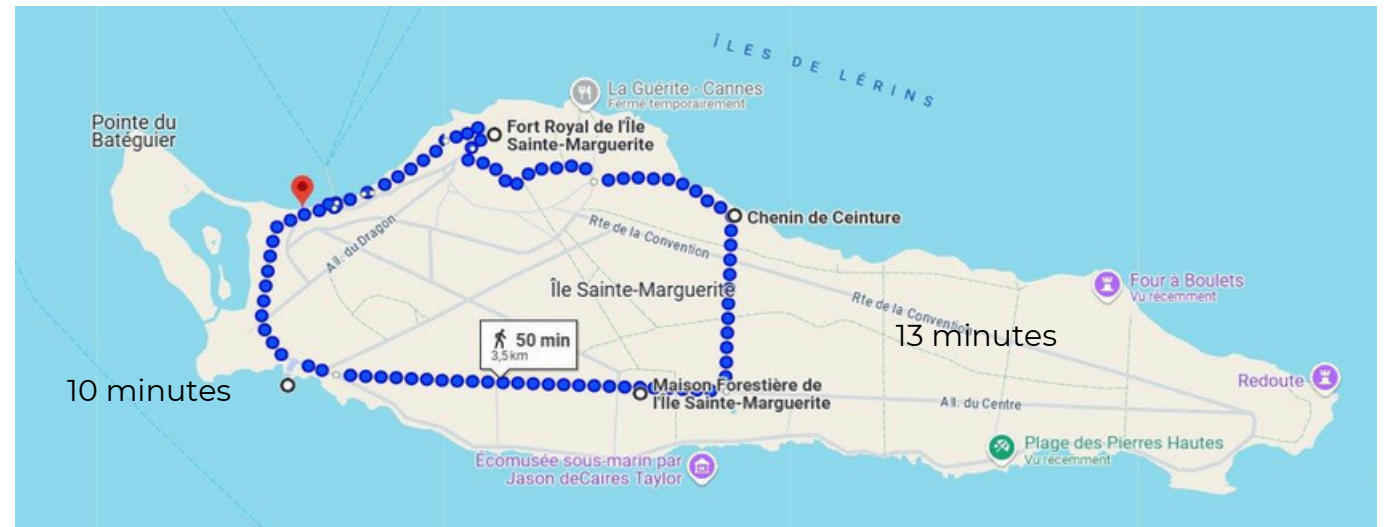 ÎLES DE LÉRINS
La Guérite - Cannes
Fermé temporairement
Pointe du
Batéguier
Fort Royal de l'Île
Sainte-Marguerite
Chenin de Ceinture
All. du Dragon
Rte de la Convention
Île Sainte-Marguerite
Rte de la Convention
Four à Boulets
Vu récemment
13 minutes
50 min
3,5 km
10 minutes
Maison Forestière de
l'Ile Sainte-Marguerite
All. du Centre
Redoute
Plage des Pierres Hautes
Vu récemment
Écomusée sous-marin par
Jason deCaires Taylor